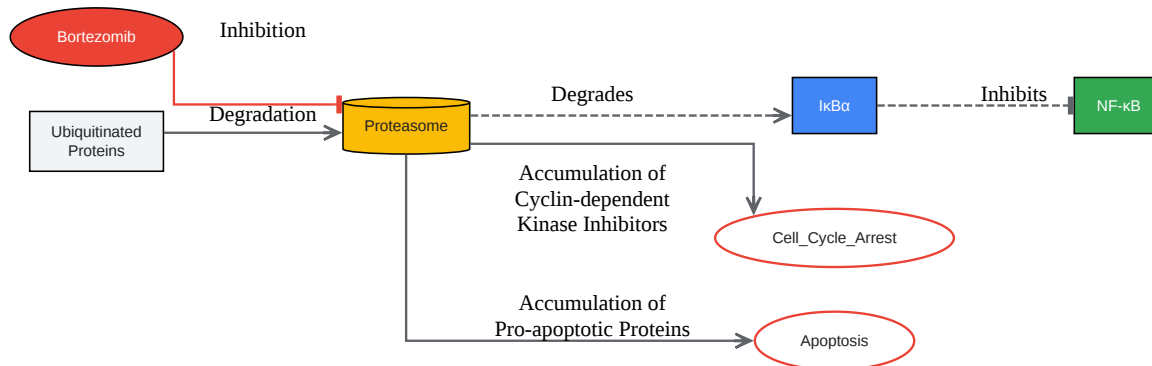 Bortezomib
Inhibition
Ubiquitinated
Proteins
Degradation
Proteasome
Degrades
IκBα
Inhibits
NF-κB
Accumulation of
Cyclin-dependent
Kinase Inhibitors
Cell_Cycle_Arrest
Accumulation of
Pro-apoptotic Proteins
Apoptosis